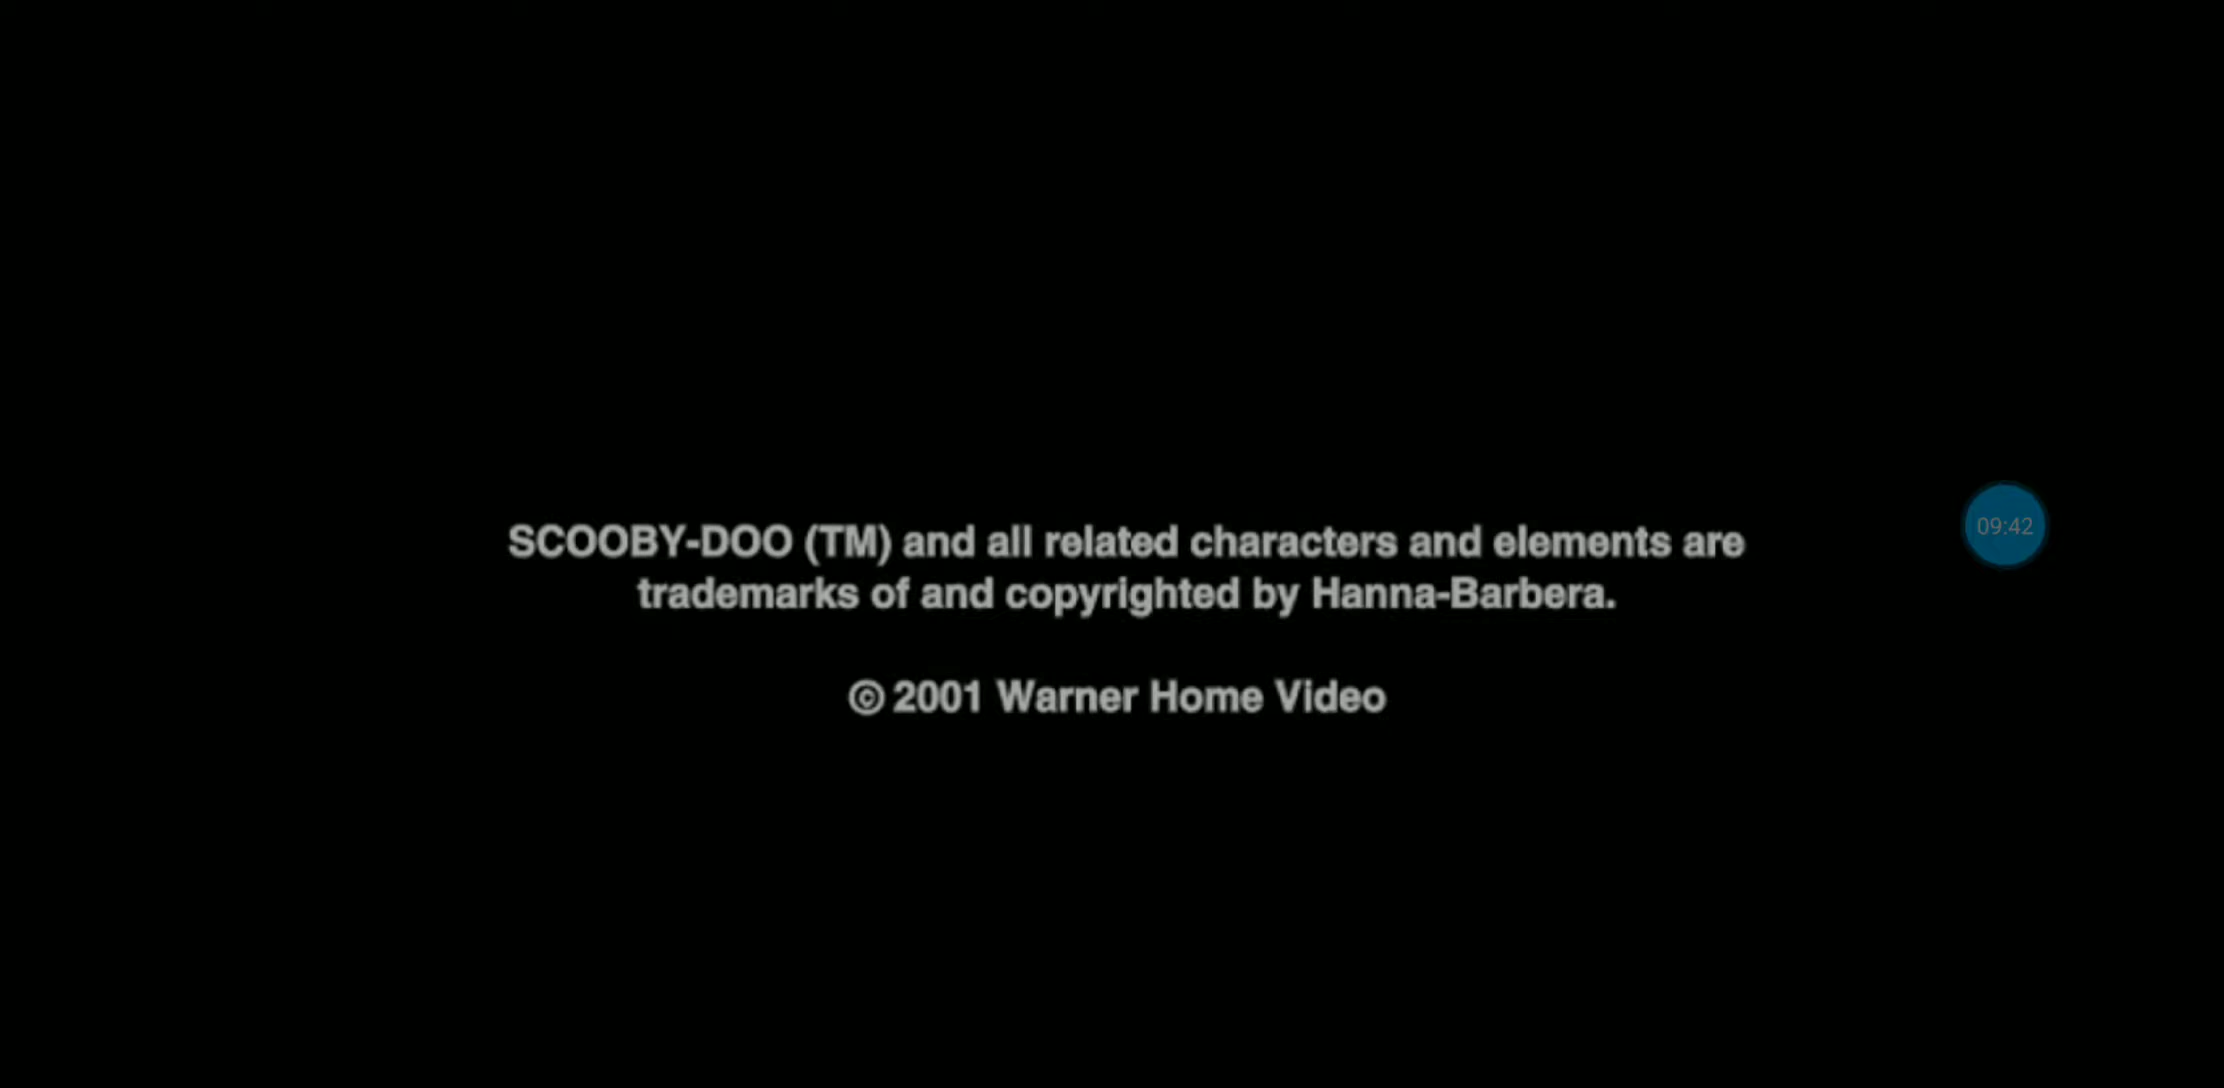 SCOOBY-DOO (TM) and all related characters and elements are
trademarks of and copyrighted by Hanna-Barbera.
© 2001 Warner Home Video
09:42